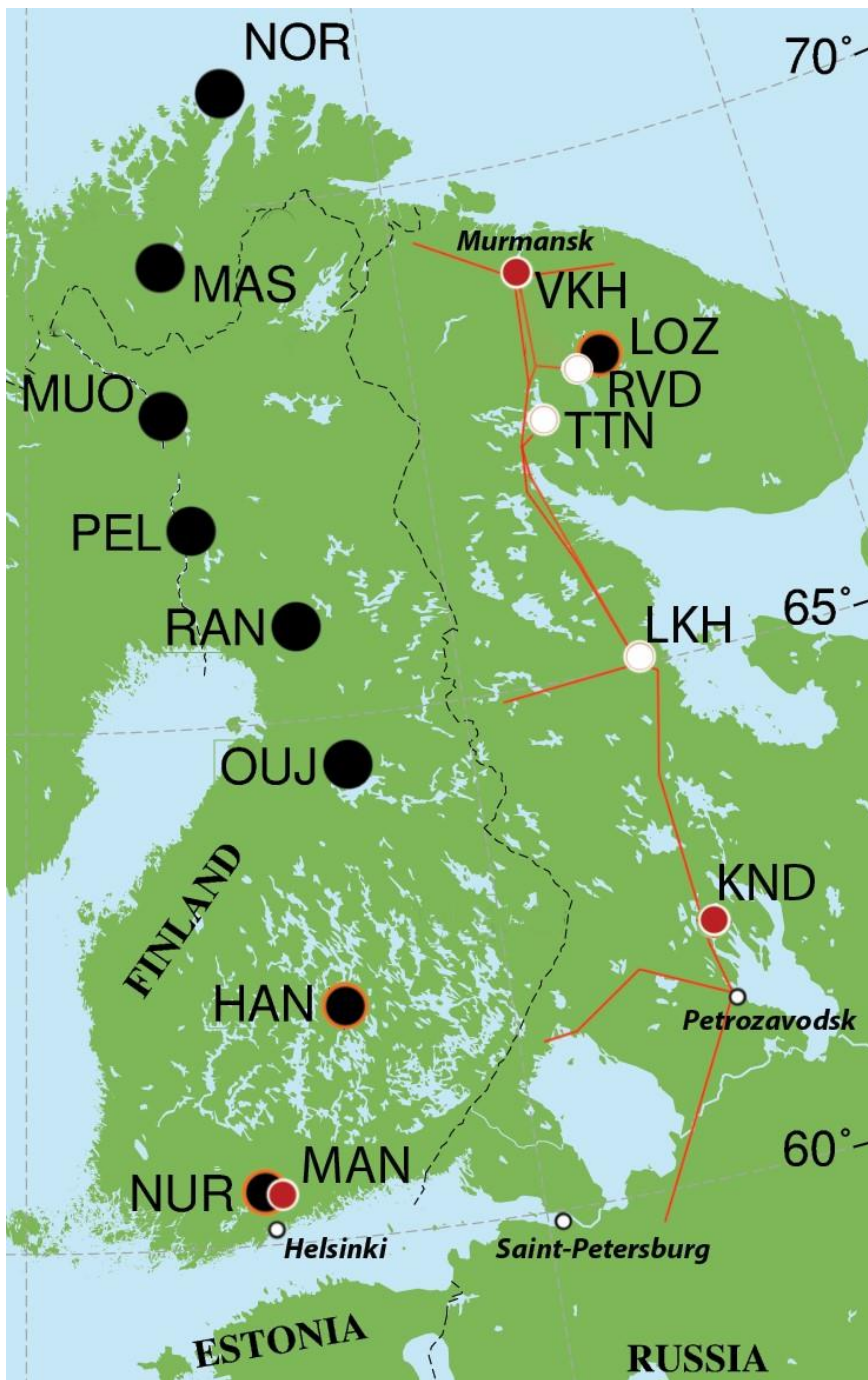 NOR
70°
Murmansk
MAS
VKH
LOZ
MUO
RVD
TTN
PEL
65°
RAN
LKH
OUJ
FINLAND
KND
HAN
Petrozavodsk
60°
MAN
NUR
Helsinki
Saint-Petersburg
ESTONIA
RUSSIA